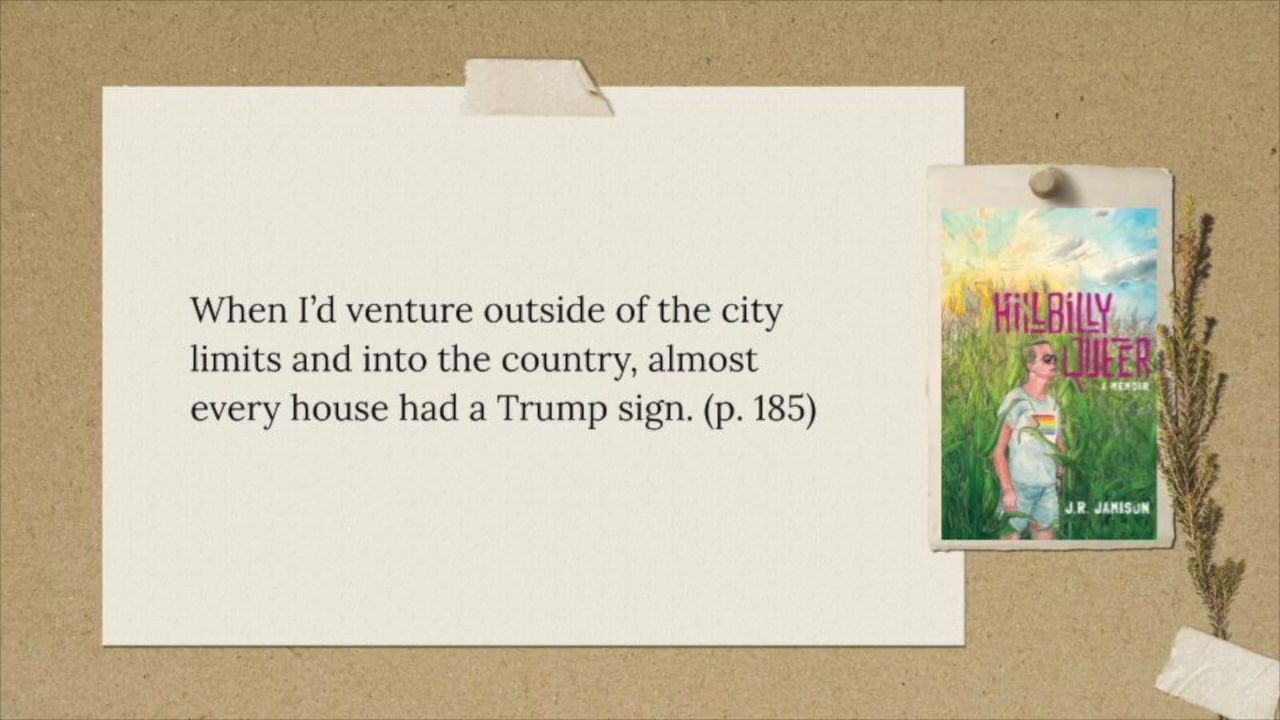 When I’d venture outside of the city
limits and into the country, almost
every house had a Trump sign. (p. 185)
HILLBILLY
QUEER
A MEMOIR
J.R. JAMISON